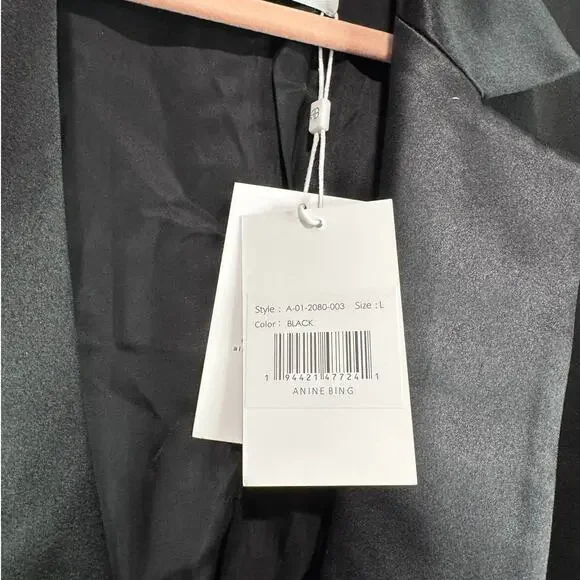 Style : A-01-2080-003 Size : L
Color : BLACK
1 94421 47724 1
ANINE BING